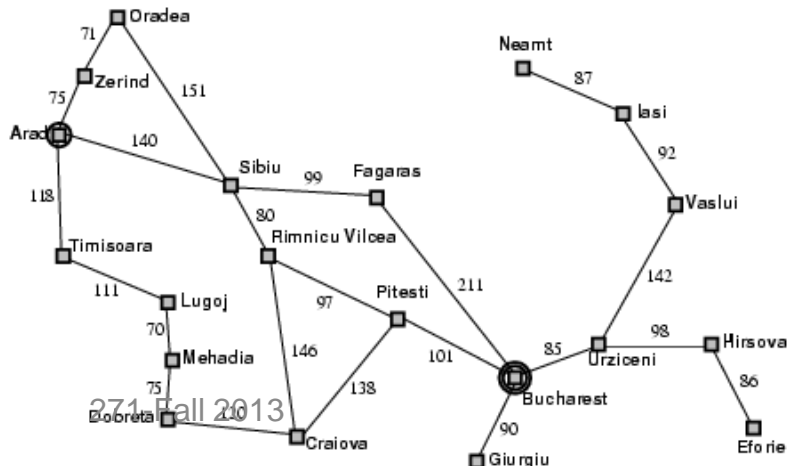 Oradea
71
Neamt
Zerind
87
75
151
Iasi
Arad
140
92
Sibiu
Fagaras
99
118
Vaslui
80
Timisoara
Rimnicu Vilcea
111
211
142
Lugoj
97
Pitesti
70
98
Hirsova
146
85
101
Urziceni
Mehadia
86
75
138
Bucharest
271-Fall 2013
Dobreta
120
90
Craiova
Eforie
Giurgiu